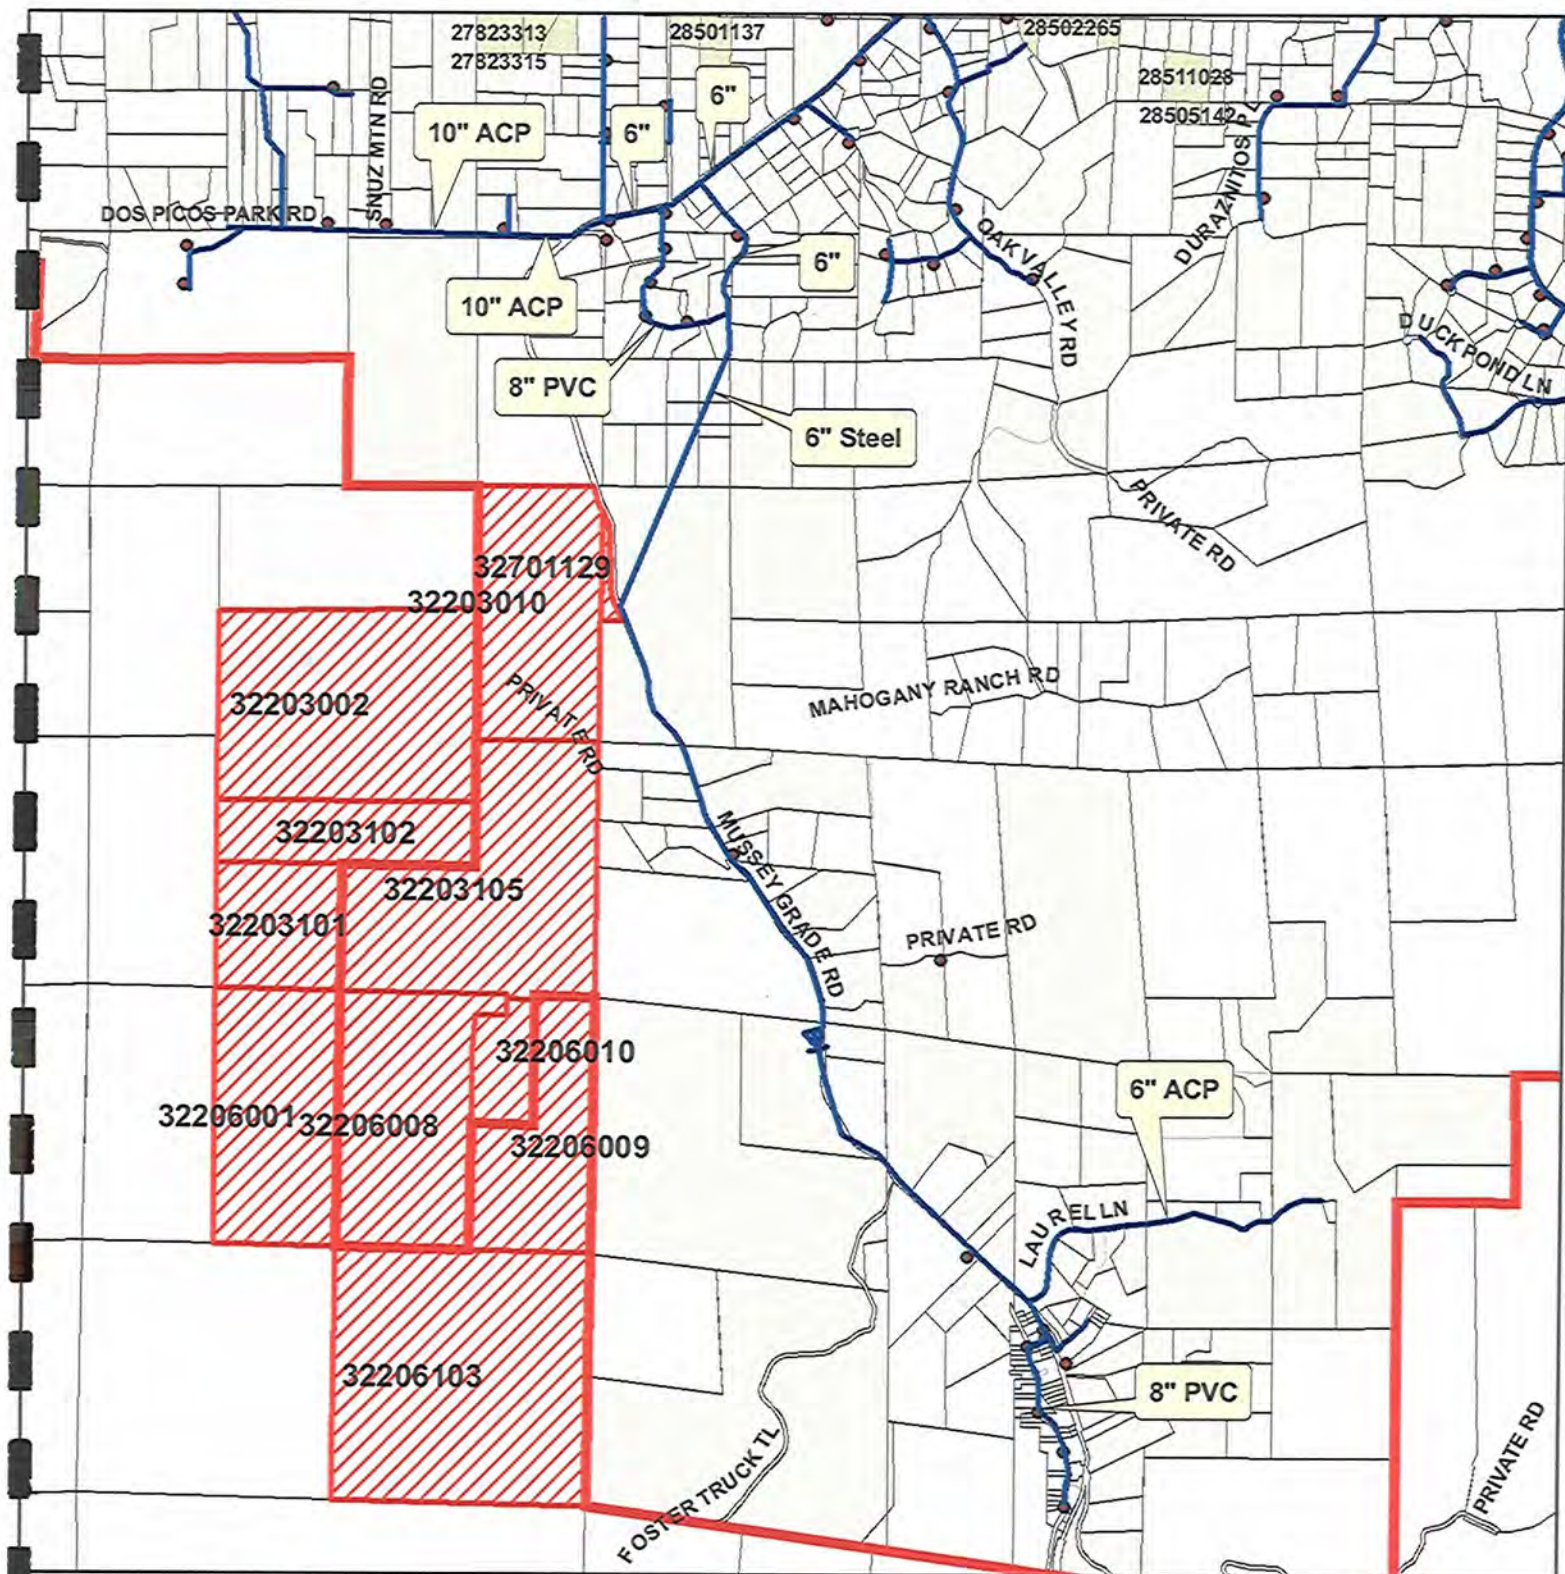 27823313
28501137
28502265
27823315
28511028
6"
28505142
10" ACP
6"
SNUZ MTN RD
DOS PICOS PARK RD
DURAZNITOS PL
OAK VALLEY RD
6"
10" ACP
DUCK POND LN
8" PVC
6" Steel
PRIVATE RD
32701129
32203010
32203002
PRIVATE RD
MAHOGANY RANCH RD
32203102
32203105
MUSSEY GRADE RD
32203101
PRIVATE RD
32206010
6" ACP
32206001
32206008
32206009
LAUREL LN
32206103
8" PVC
FOSTER TRUCK TL
PRIVATE RD